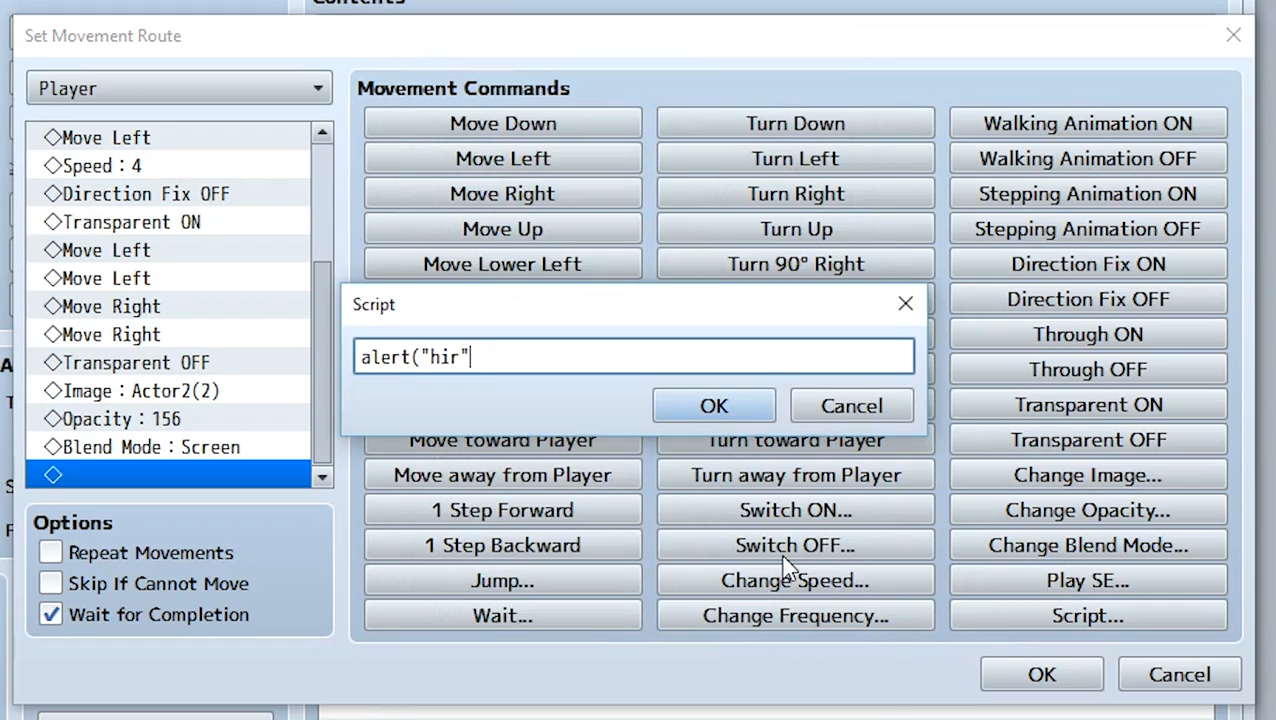 Contents
Set Movement Route
Player
◇Move Left
◇Speed：4
◇Direction Fix OFF
◇Transparent ON
◇Move Left
◇Move Left
◇Move Right
◇Move Right
◇Transparent OFF
◇Image：Actor2(2)
◇Opacity：156
◇Blend Mode：Screen
◇
Options
Repeat Movements
Skip If Cannot Move
Wait for Completion
Movement Commands
Move Down
Move Left
Move Right
Move Up
Move Lower Left
Move toward Player
Move away from Player
1 Step Forward
1 Step Backward
Jump...
Wait...
Turn Down
Turn Left
Turn Right
Turn Up
Turn 90° Right
Turn toward Player
Turn away from Player
Switch ON...
Switch OFF...
Change Speed...
Change Frequency...
Walking Animation ON
Walking Animation OFF
Stepping Animation ON
Stepping Animation OFF
Direction Fix ON
Direction Fix OFF
Through ON
Through OFF
Transparent ON
Transparent OFF
Change Image...
Change Opacity...
Change Blend Mode...
Play SE...
Script...
Script
alert("hir"
OK
Cancel
OK
Cancel